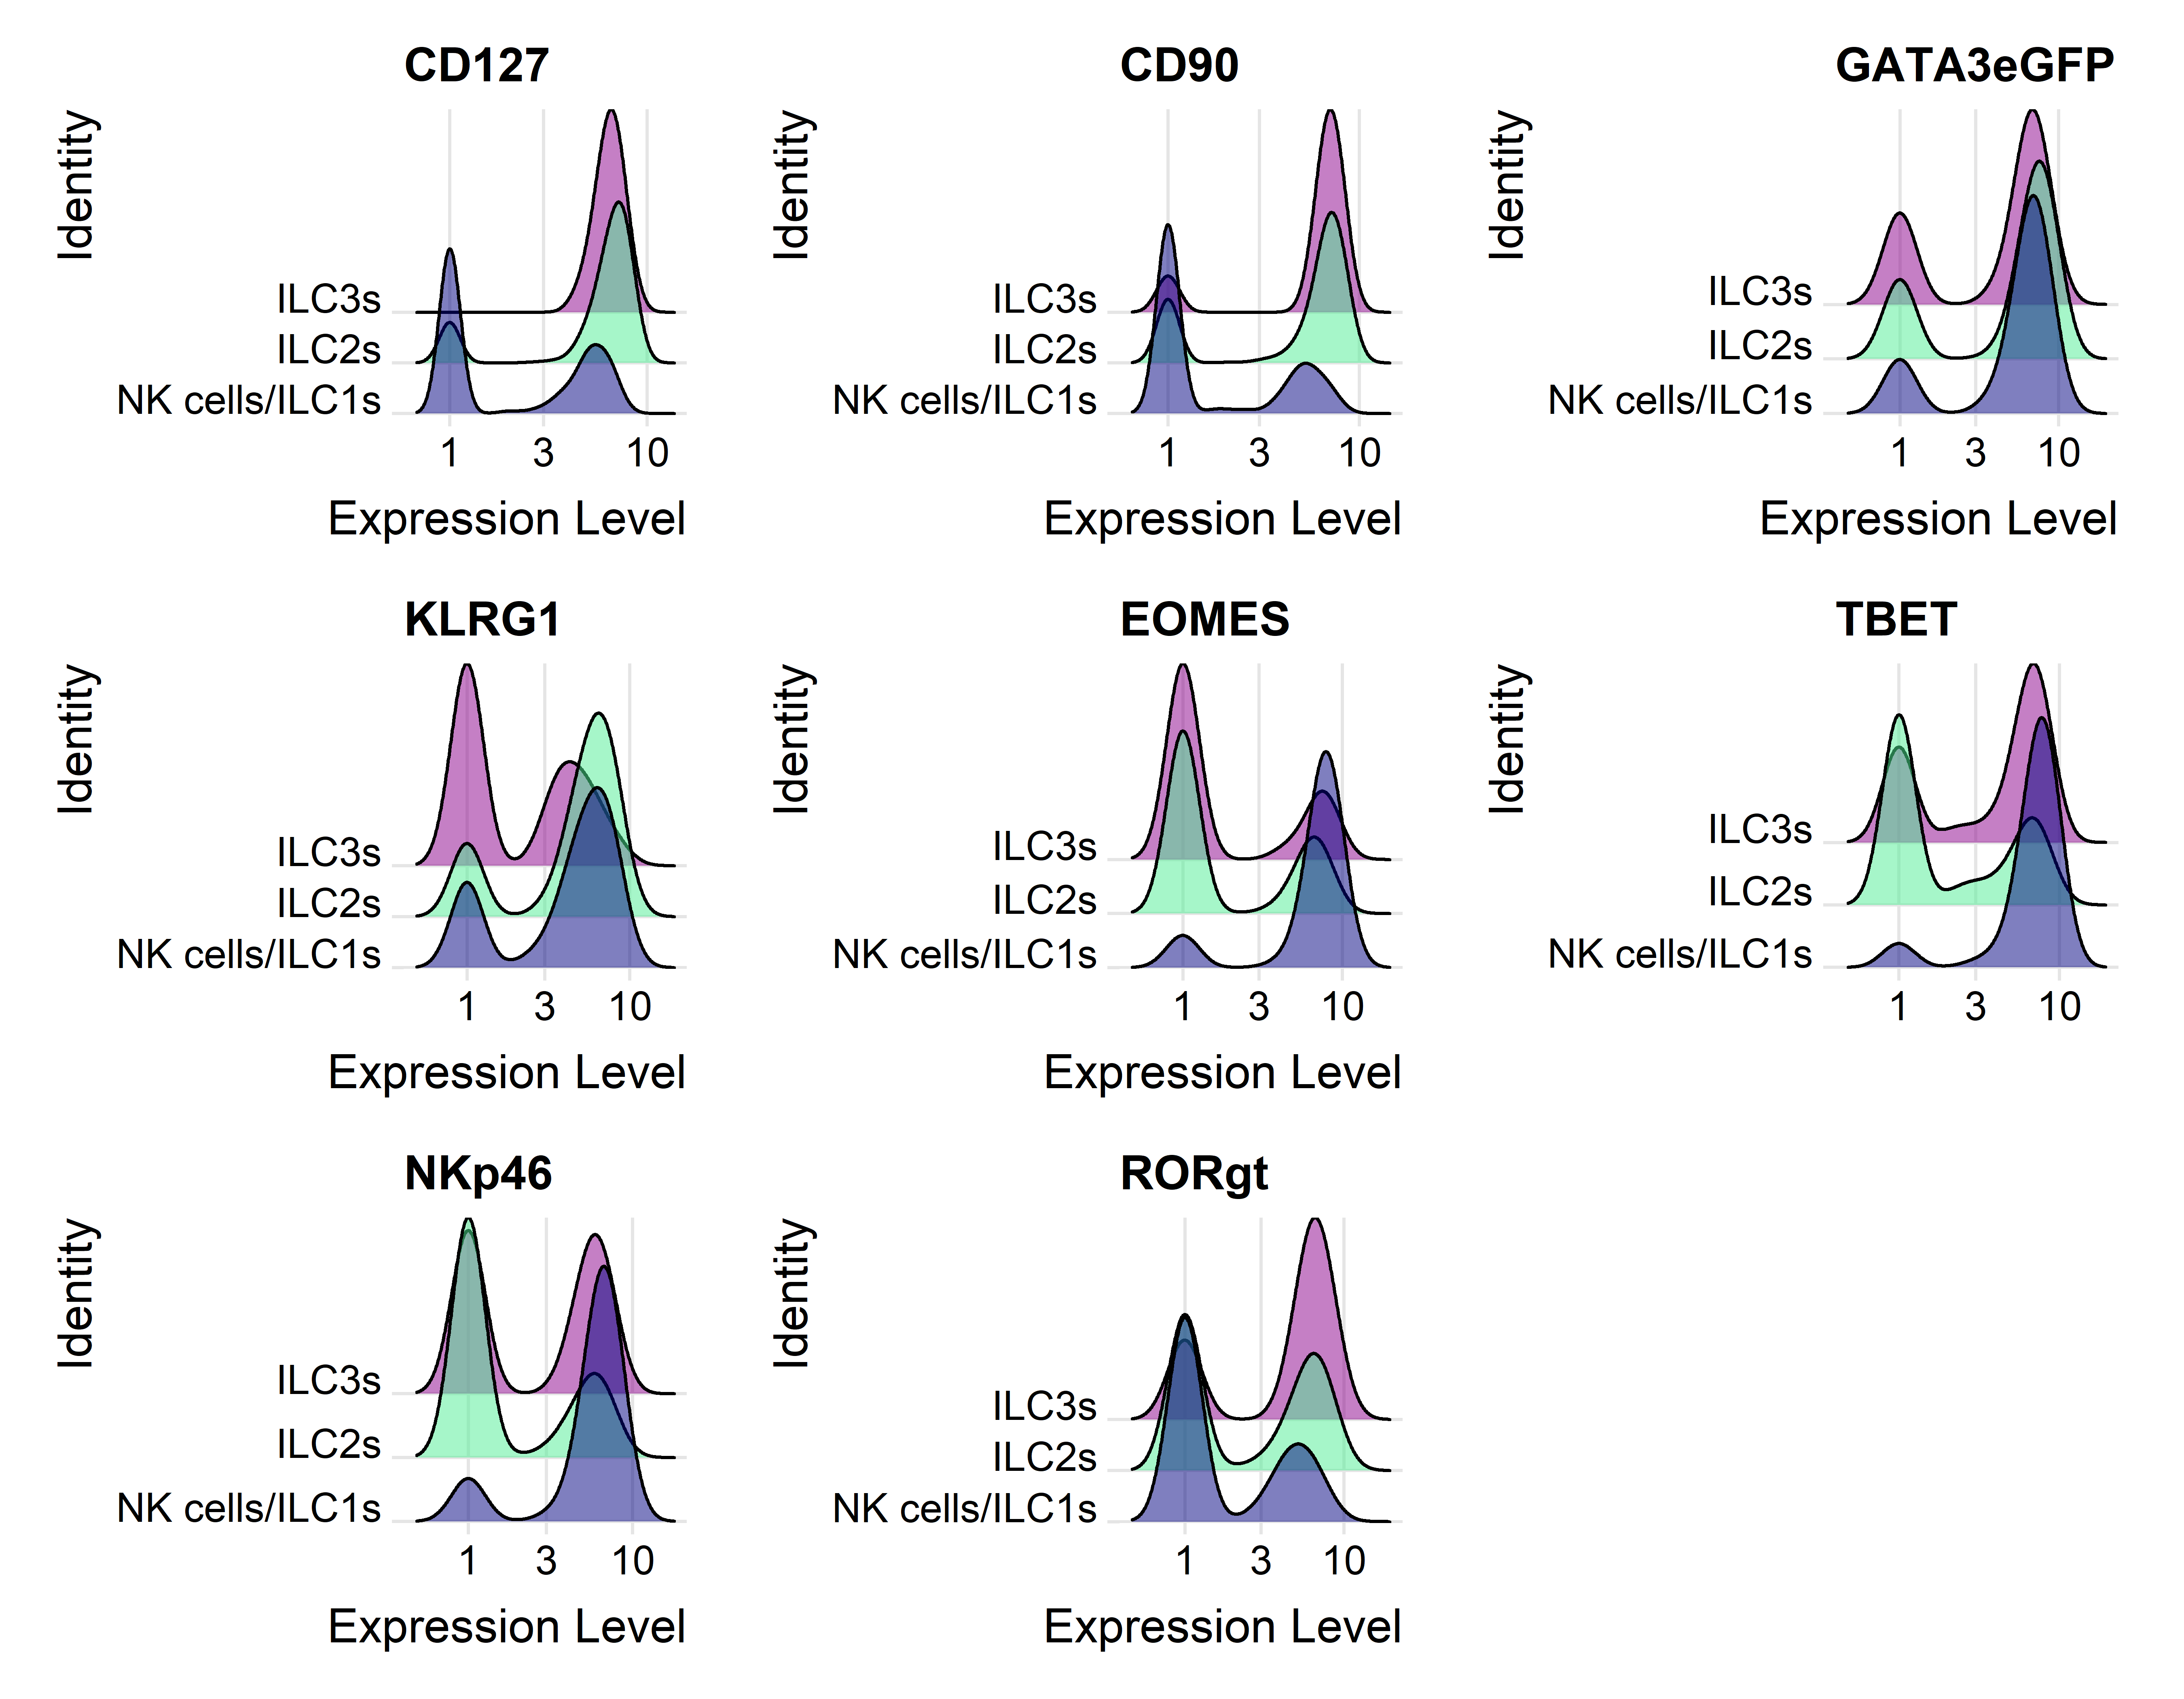 CD127
CD90
GATA3eGFP
Identity
Identity
Identity
ILC3s
ILC2s
NK cells/ILC1s
ILC3s
ILC2s
NK cells/ILC1s
ILC3s
ILC2s
NK cells/ILC1s
1 3 10
1 3 10
1 3 10
Expression Level
Expression Level
Expression Level
KLRG1
EOMES
TBET
Identity
Identity
Identity
ILC3s
ILC2s
NK cells/ILC1s
ILC3s
ILC2s
NK cells/ILC1s
ILC3s
ILC2s
NK cells/ILC1s
1 3 10
1 3 10
1 3 10
Expression Level
Expression Level
NKp46
RORgt
Identity
Identity
ILC3s
ILC2s
NK cells/ILC1s
ILC3s
ILC2s
NK cells/ILC1s
1 3 10
1 3 10
Expression Level
Expression Level